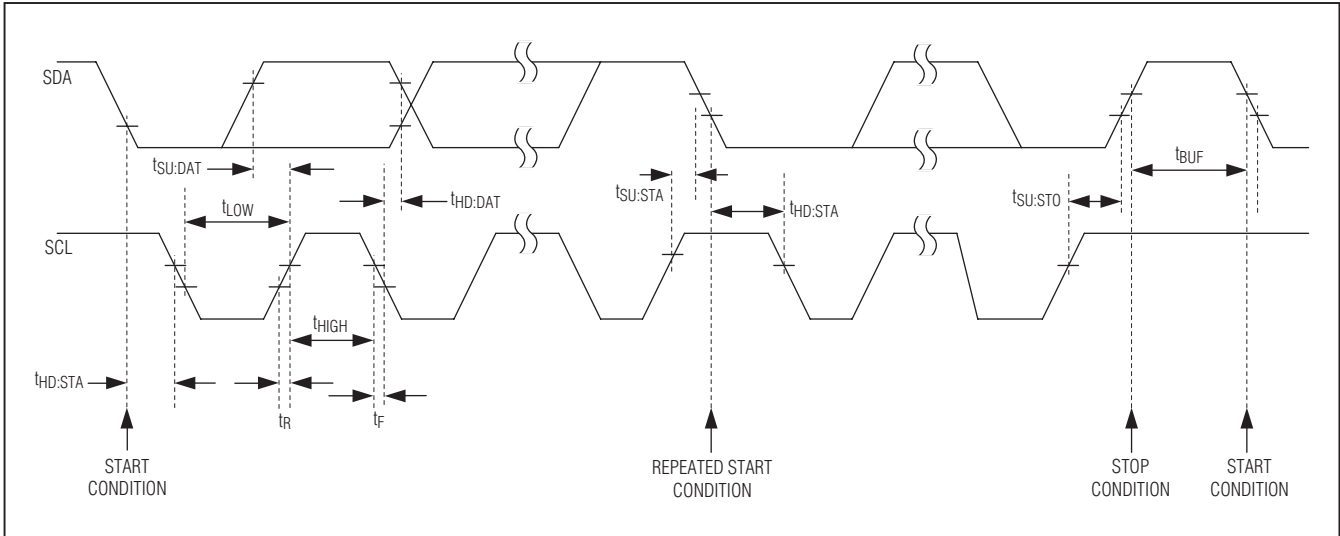 SDA
tSU:DAT
tLOW
tHD:DAT
tSU:STA
tHD:STA
tBUF
tSU:STO
SCL
tHIGH
tHD:STA
tR
tF
START
CONDITION
REPEATED START
CONDITION
STOP
CONDITION
START
CONDITION